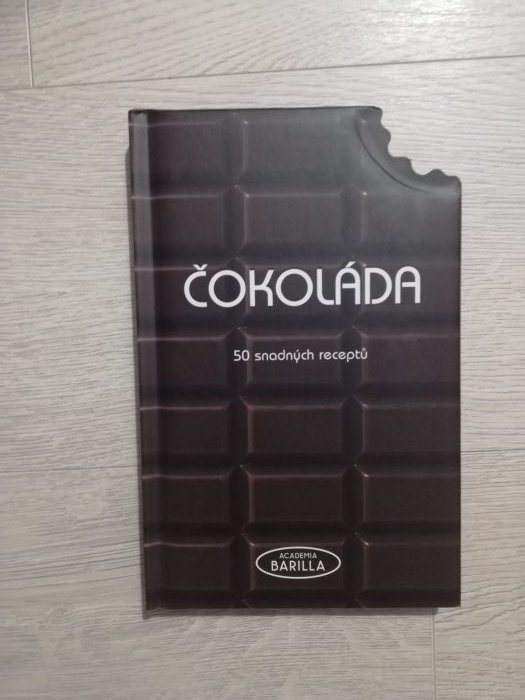 ČOKOLÁDA
50 snadných receptů
ACADEMIA
BARILLA